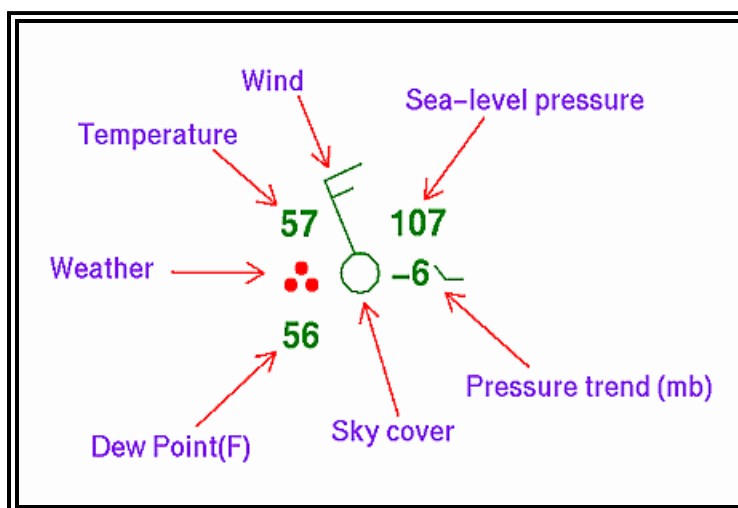 Wind
Sea-level pressure
Temperature
57
107
Weather
-6
56
Pressure trend (mb)
Sky cover
Dew Point(F)